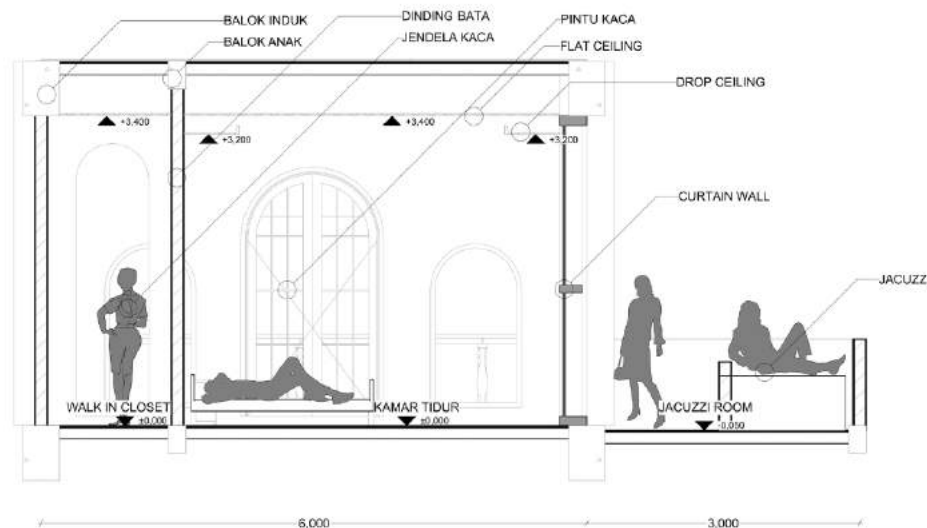 BALOK INDUK
DINDING BATA
PINTU KACA
BALOK ANAK
JENDELA KACA
FLAT CEILING
DROP CEILING
+3,400
+3,400
+3,200
+3,200
CURTAIN WALL
JACUZZ
WALK IN CLOSET
KAMAR TIDUR
JACUZZI ROOM
±0,000
±0,000
-0,050
6.000
3.000